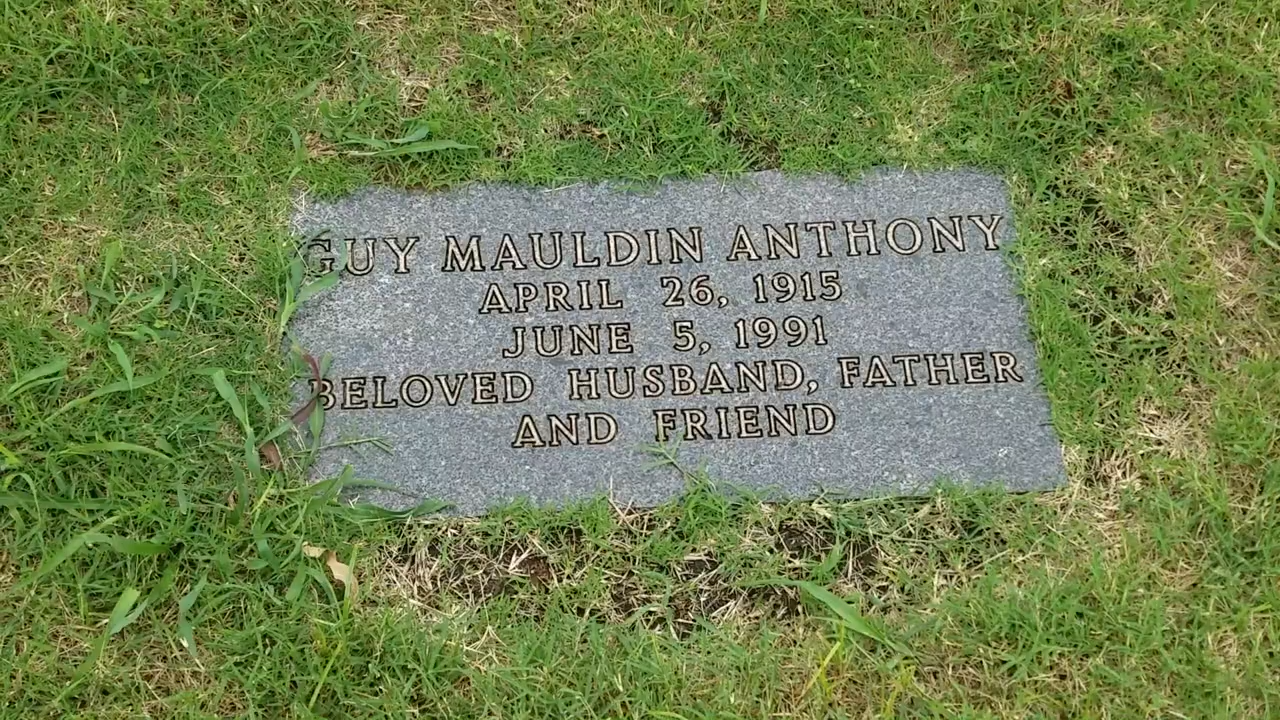 GUY MAULDIN ANTHONY
APRIL 26, 1915
JUNE 5, 1991
BELOVED HUSBAND, FATHER
AND FRIEND